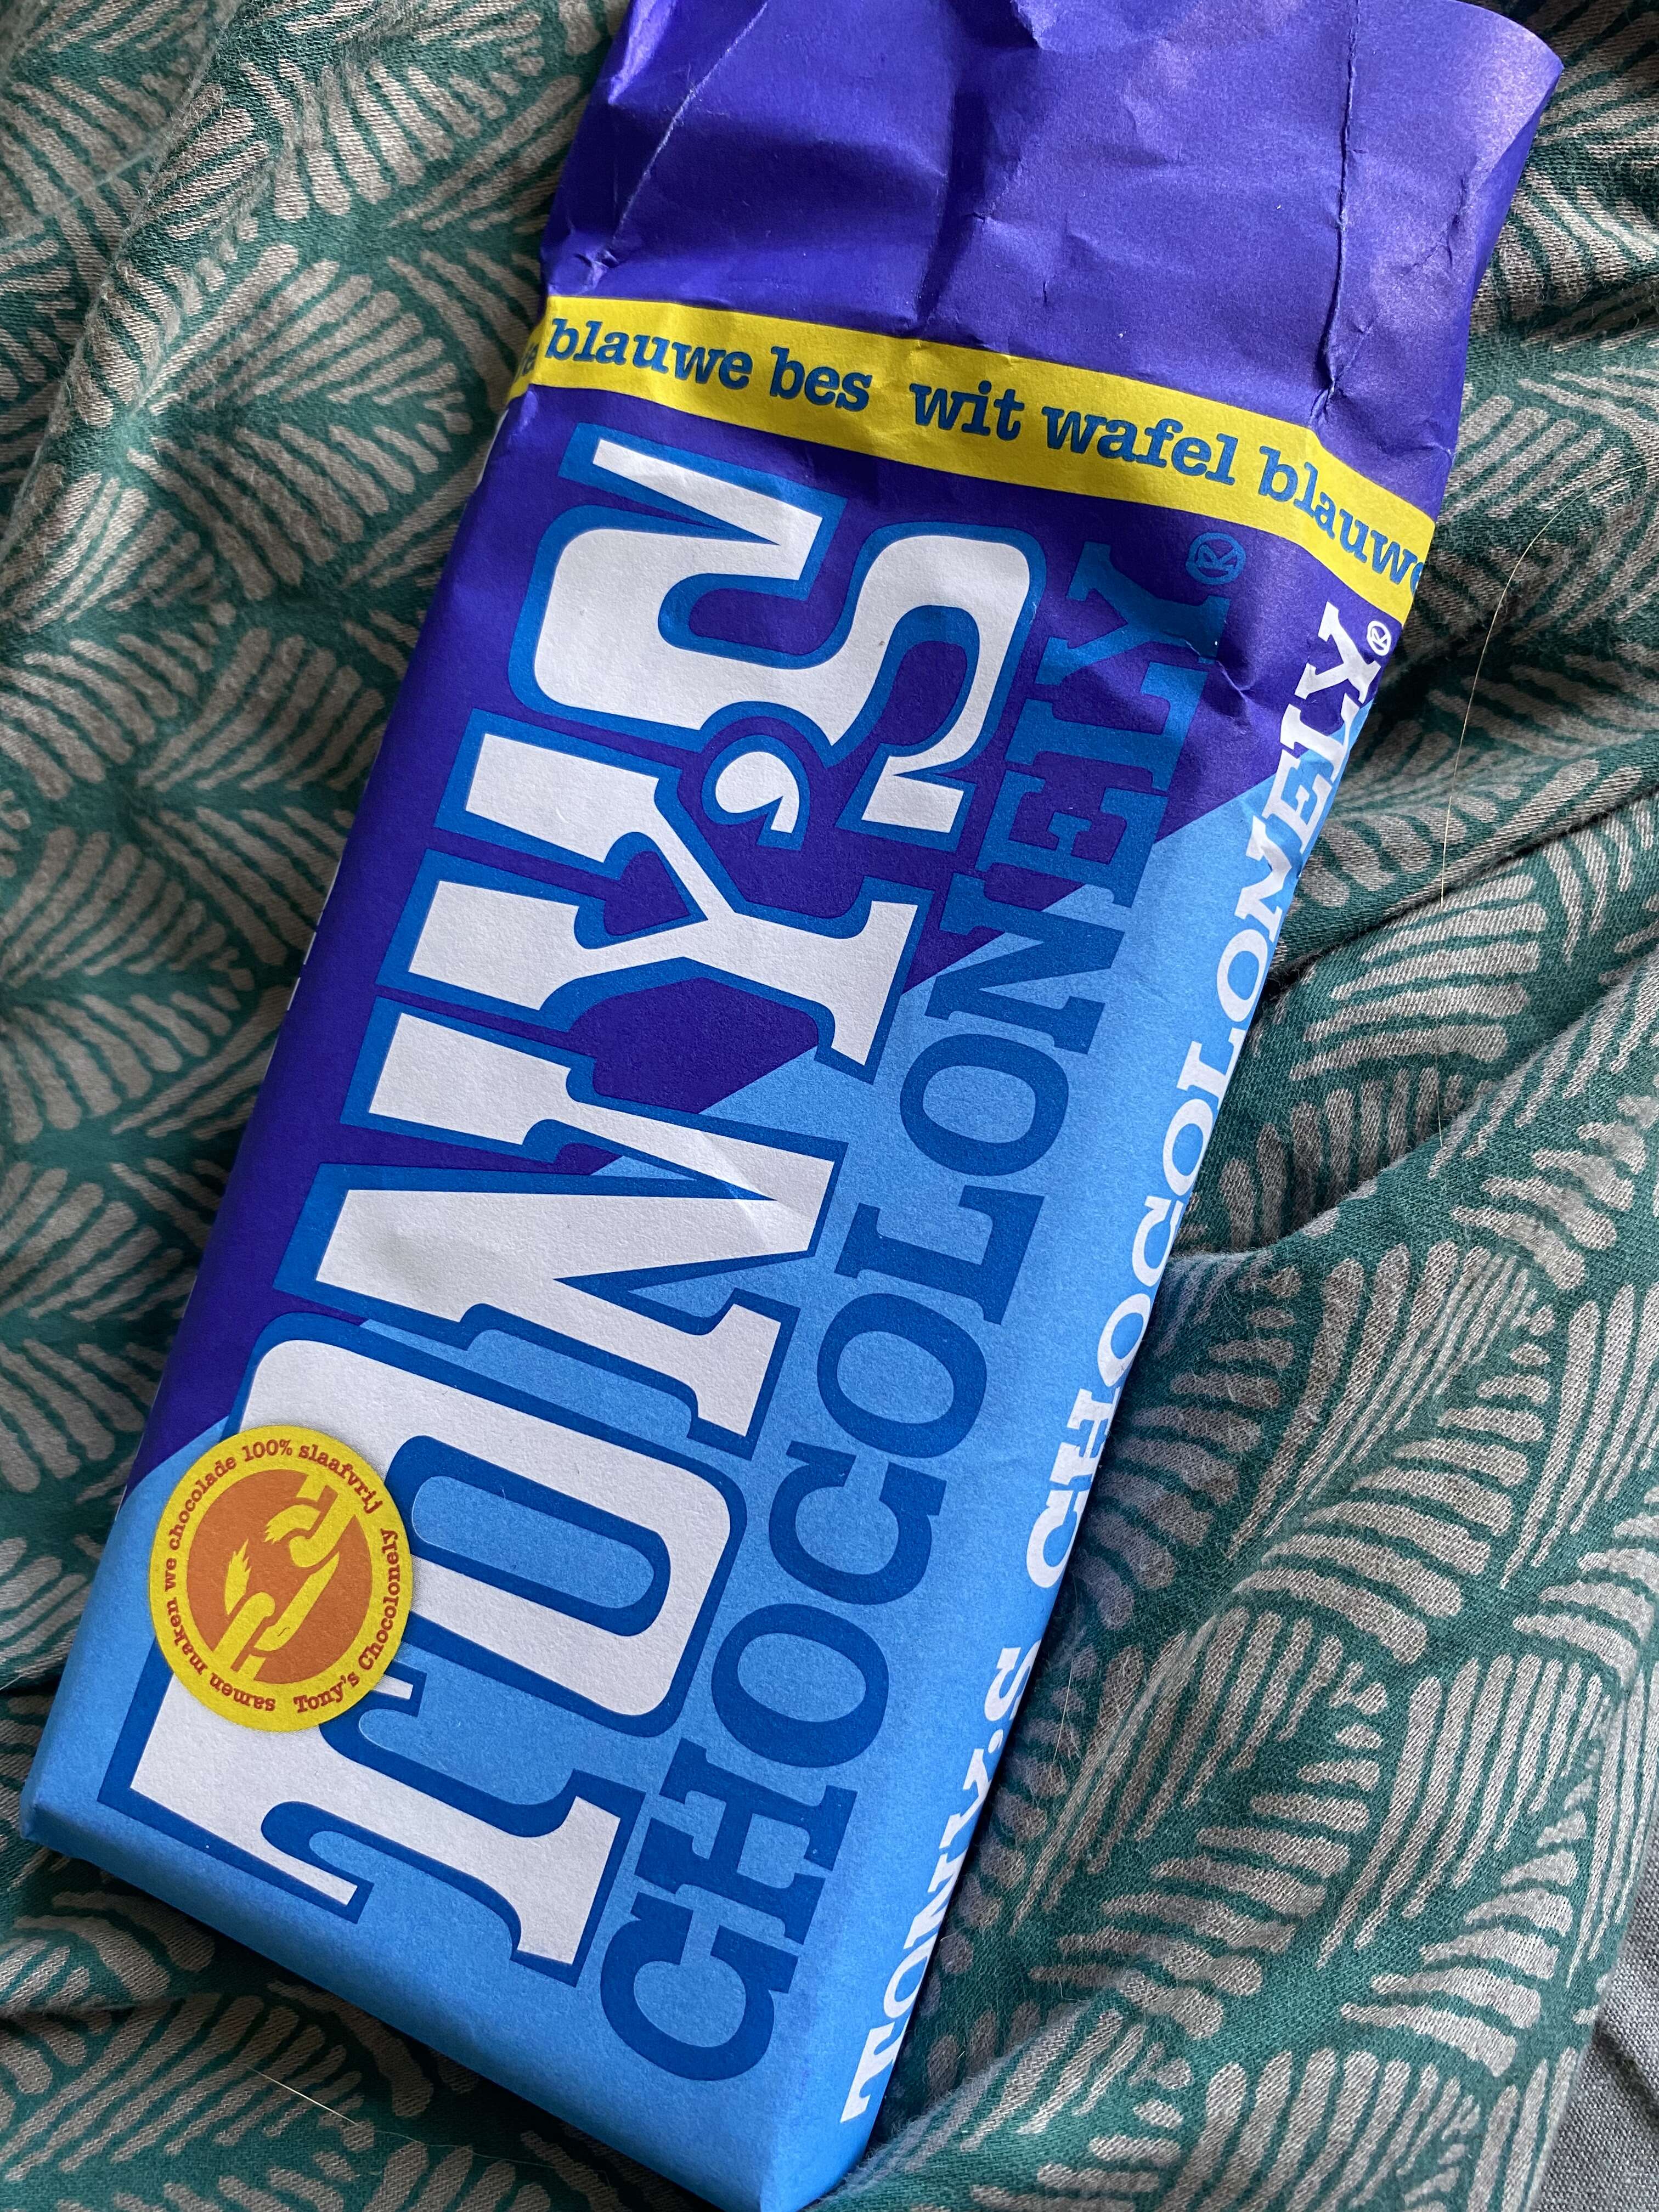 blauwe bes wit wafel blauwe
TONY'S
CHOCOLONELY®
TONY'S CHOCOLONELY®
samen maken we chocolade 100% slaafvrij
Tony's Chocolonely